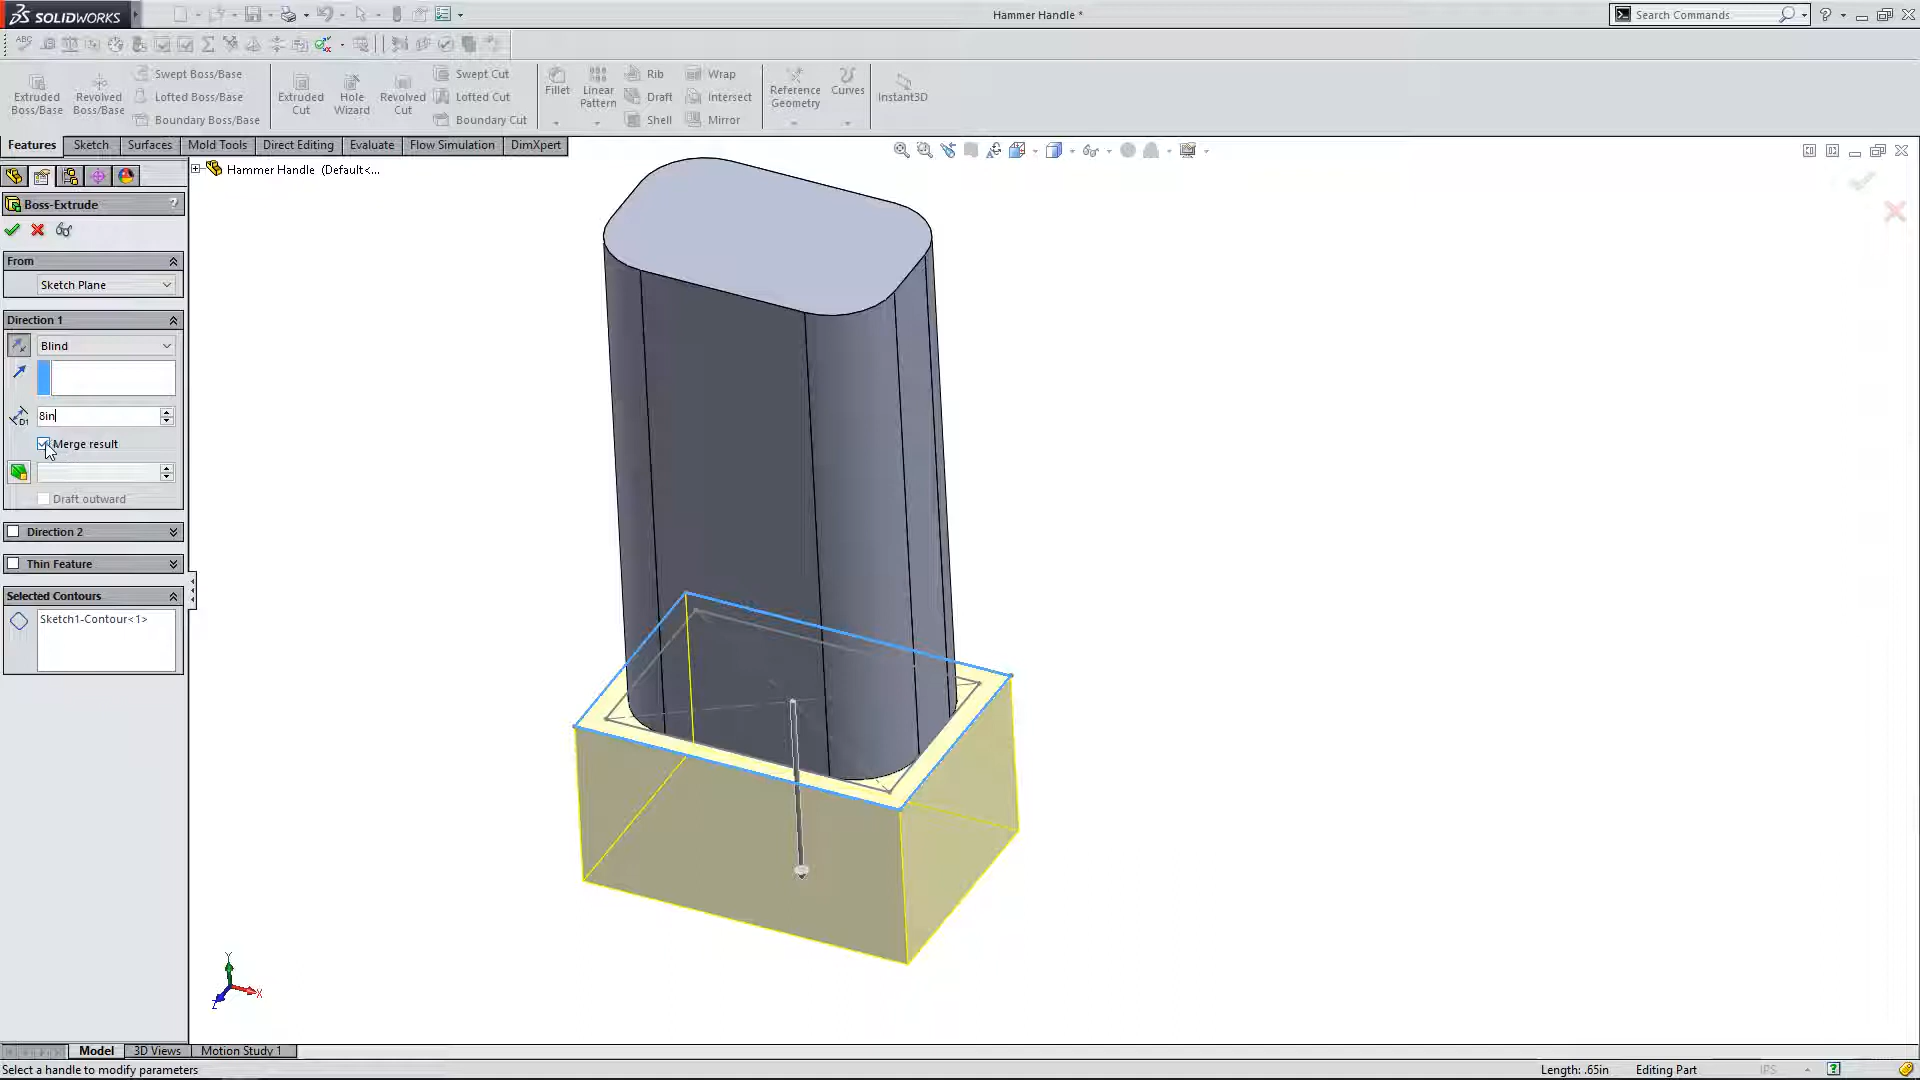 SOLIDWORKS
Hammer Handle *
Search Commands
Extruded Boss/Base
Revolved Boss/Base
Swept Boss/Base
Lofted Boss/Base
Boundary Boss/Base
Extruded Cut
Hole Wizard
Revolved Cut
Swept Cut
Lofted Cut
Boundary Cut
Fillet
Linear Pattern
Rib
Draft
Shell
Wrap
Intersect
Mirror
Reference Geometry
Curves
Instant3D
Features Sketch Surfaces Mold Tools Direct Editing Evaluate Flow Simulation DimXpert
Hammer Handle (Default<...
Boss-Extrude ?
From
Sketch Plane
Direction 1
Blind
D1 8in
Merge result
Draft outward
Direction 2
Thin Feature
Selected Contours
Sketch1-Contour<1>
Y
X
Z
Model 3D Views Motion Study 1
Select a handle to modify parameters
Length: .65in Editing Part IPS